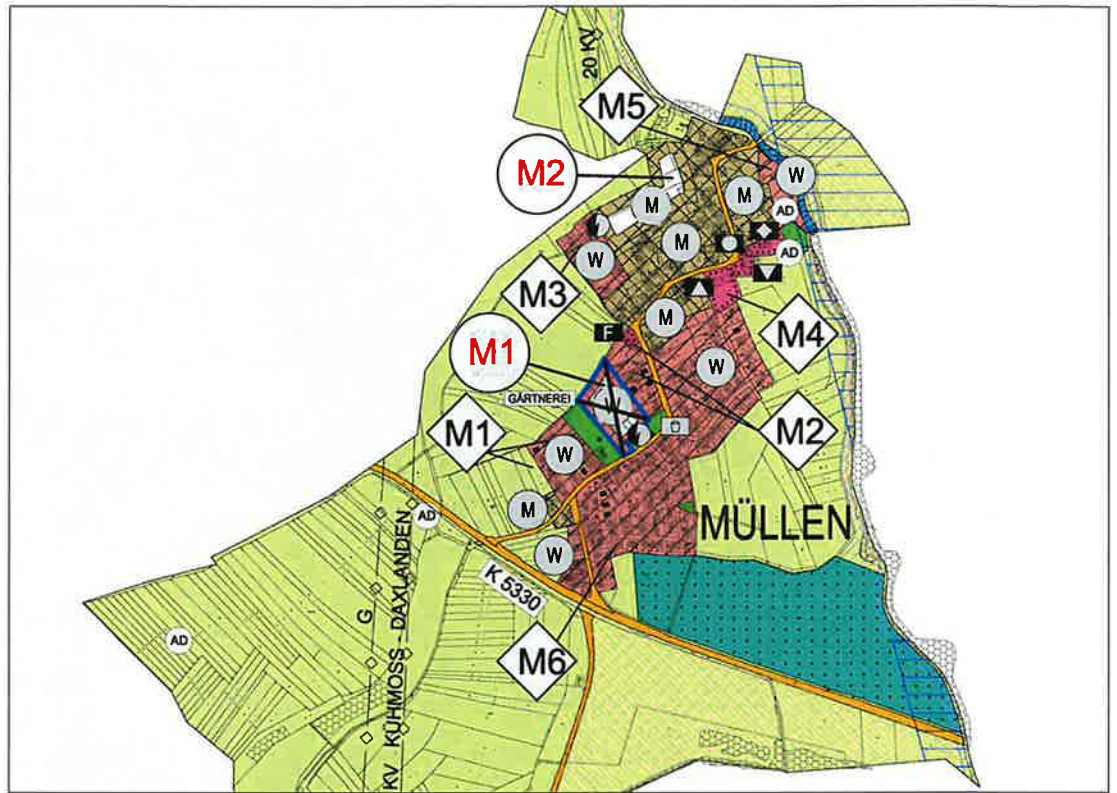 20 KV
M5
M2
W
M
M
AD
M
W
AD
M3
M4
M
F
M1
W
W
GÄRTNEREI
M1
M2
W
M
AD
MÜLLEN
W
K 5330
G
AD
M6
KV KÜHMOSS - DAXLANDEN